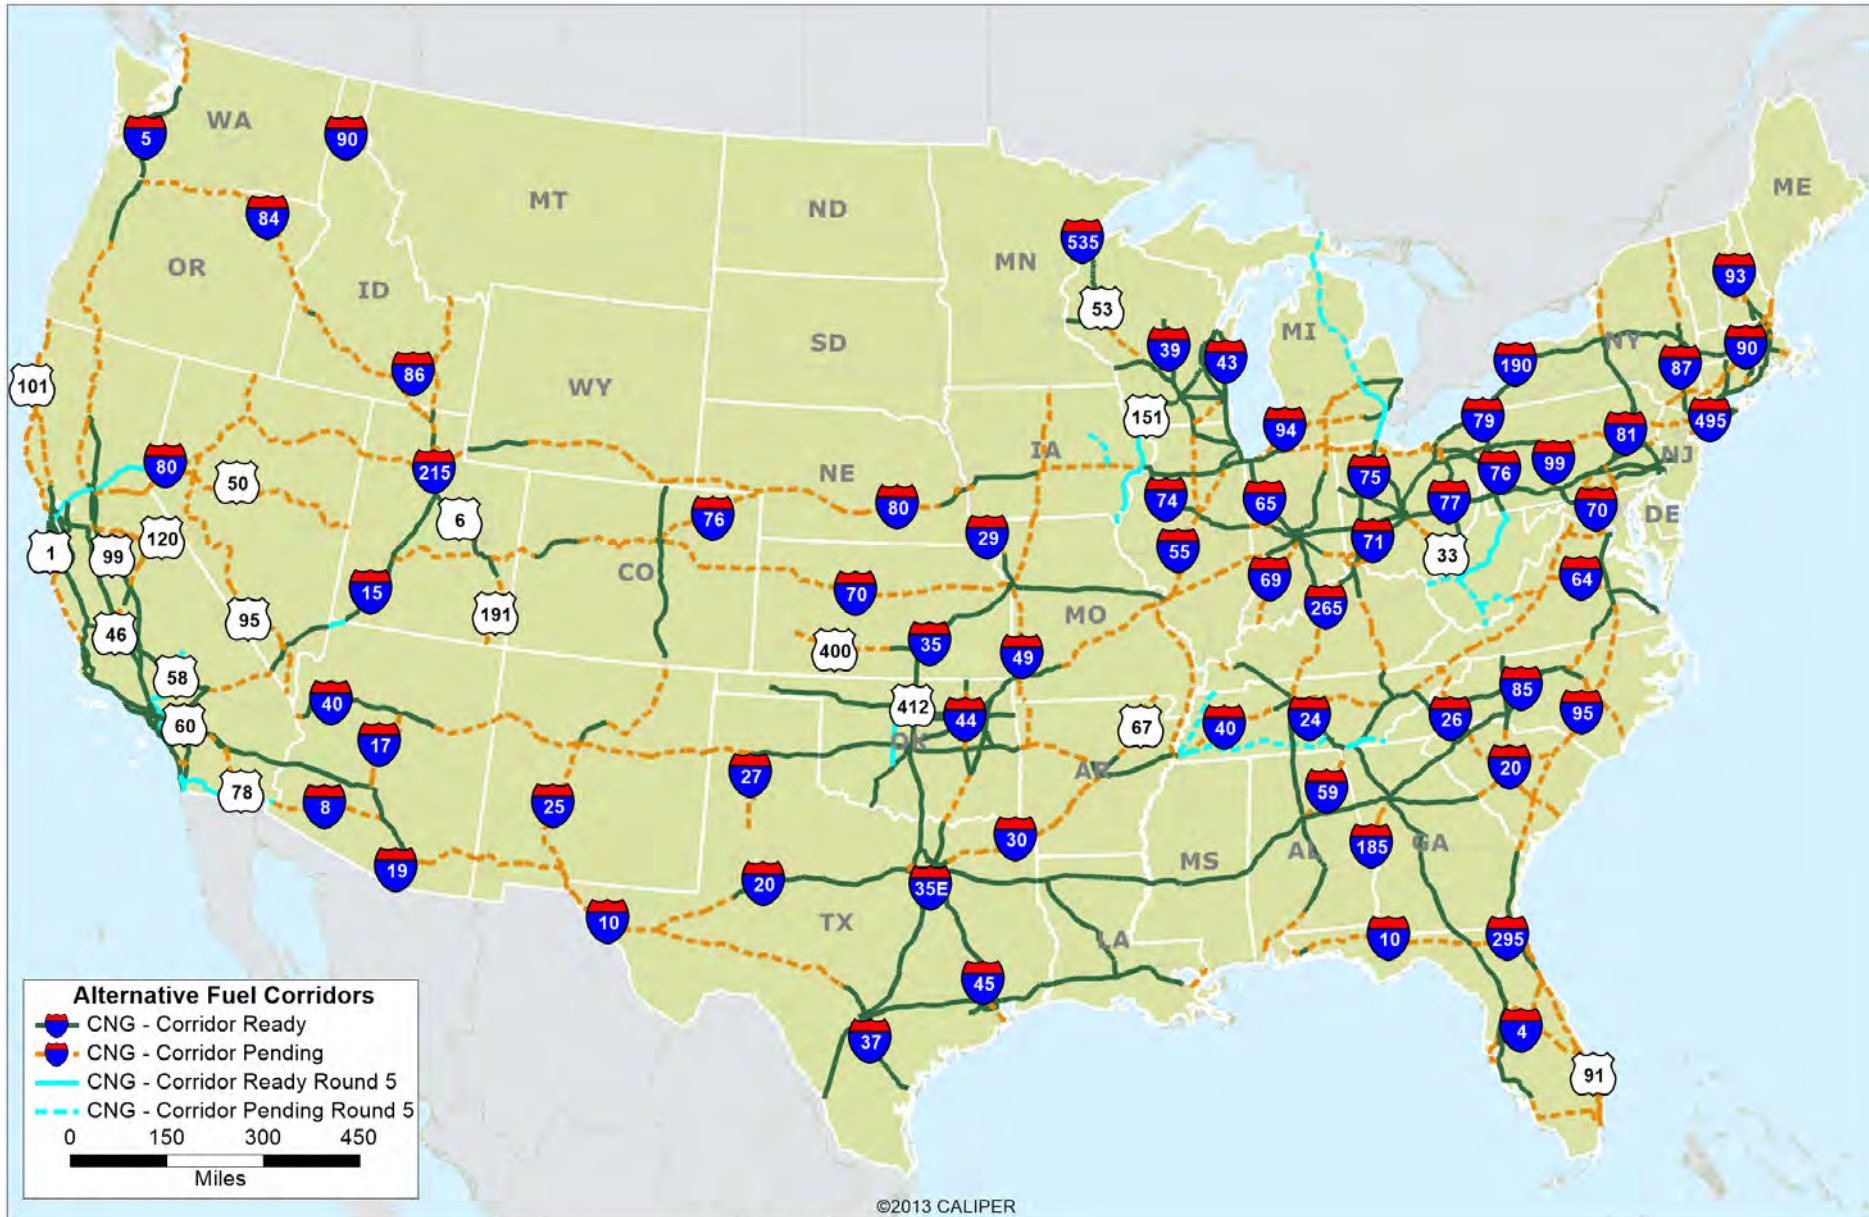 WA
5
90
MT
ND
ME
84
MN
535
OR
ID
53
93
SD
MI
39
43
NY
90
190
87
86
WY
101
151
94
79
81
495
IA
80
215
50
NE
99
NJ
76
75
6
76
80
74
65
77
70
DE
1
99
120
29
55
71
33
CO
15
70
69
64
191
265
46
95
MO
400
35
49
58
40
412
44
67
40
24
26
85
95
60
17
OK
AR
27
20
78
8
25
59
30
185
GA
AL
MS
19
20
35E
10
TX
LA
10
295
45
4
37
91
Alternative Fuel Corridors
CNG - Corridor Ready
CNG - Corridor Pending
CNG - Corridor Ready Round 5
CNG - Corridor Pending Round 5
0 150 300 450
Miles
©2013 CALIPER